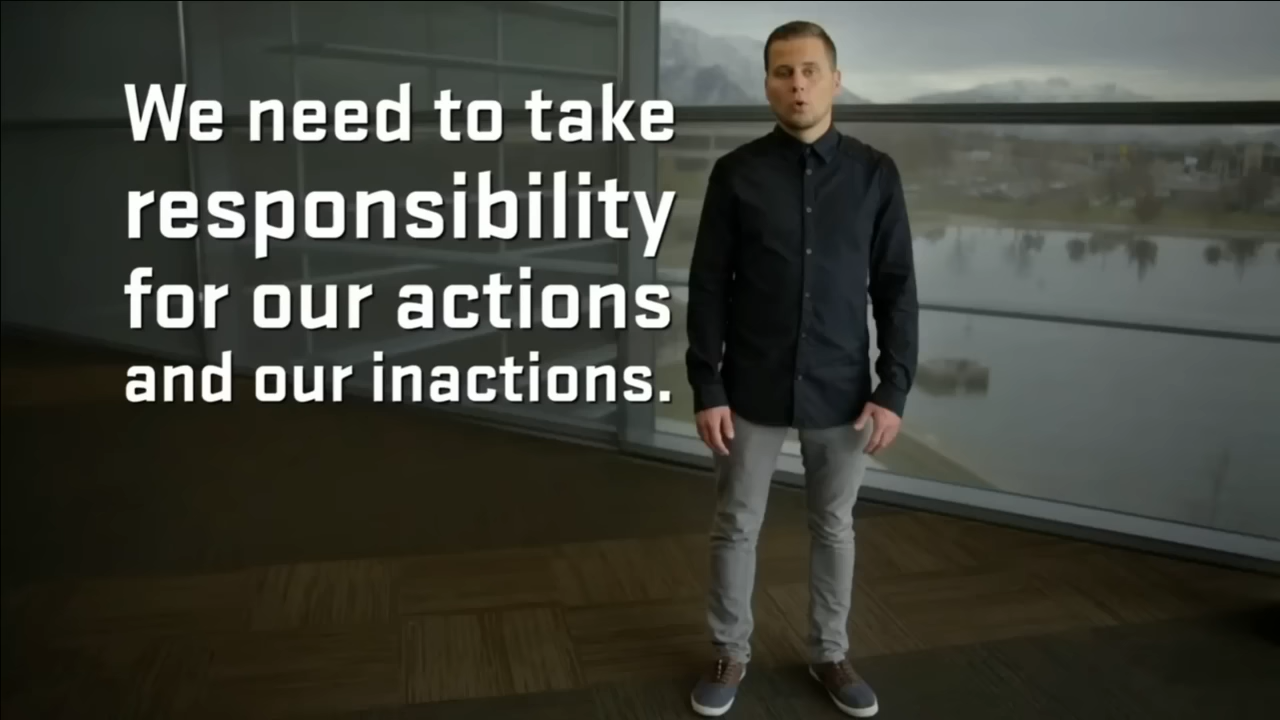 We need to take
responsibility
for our actions
and our inactions.